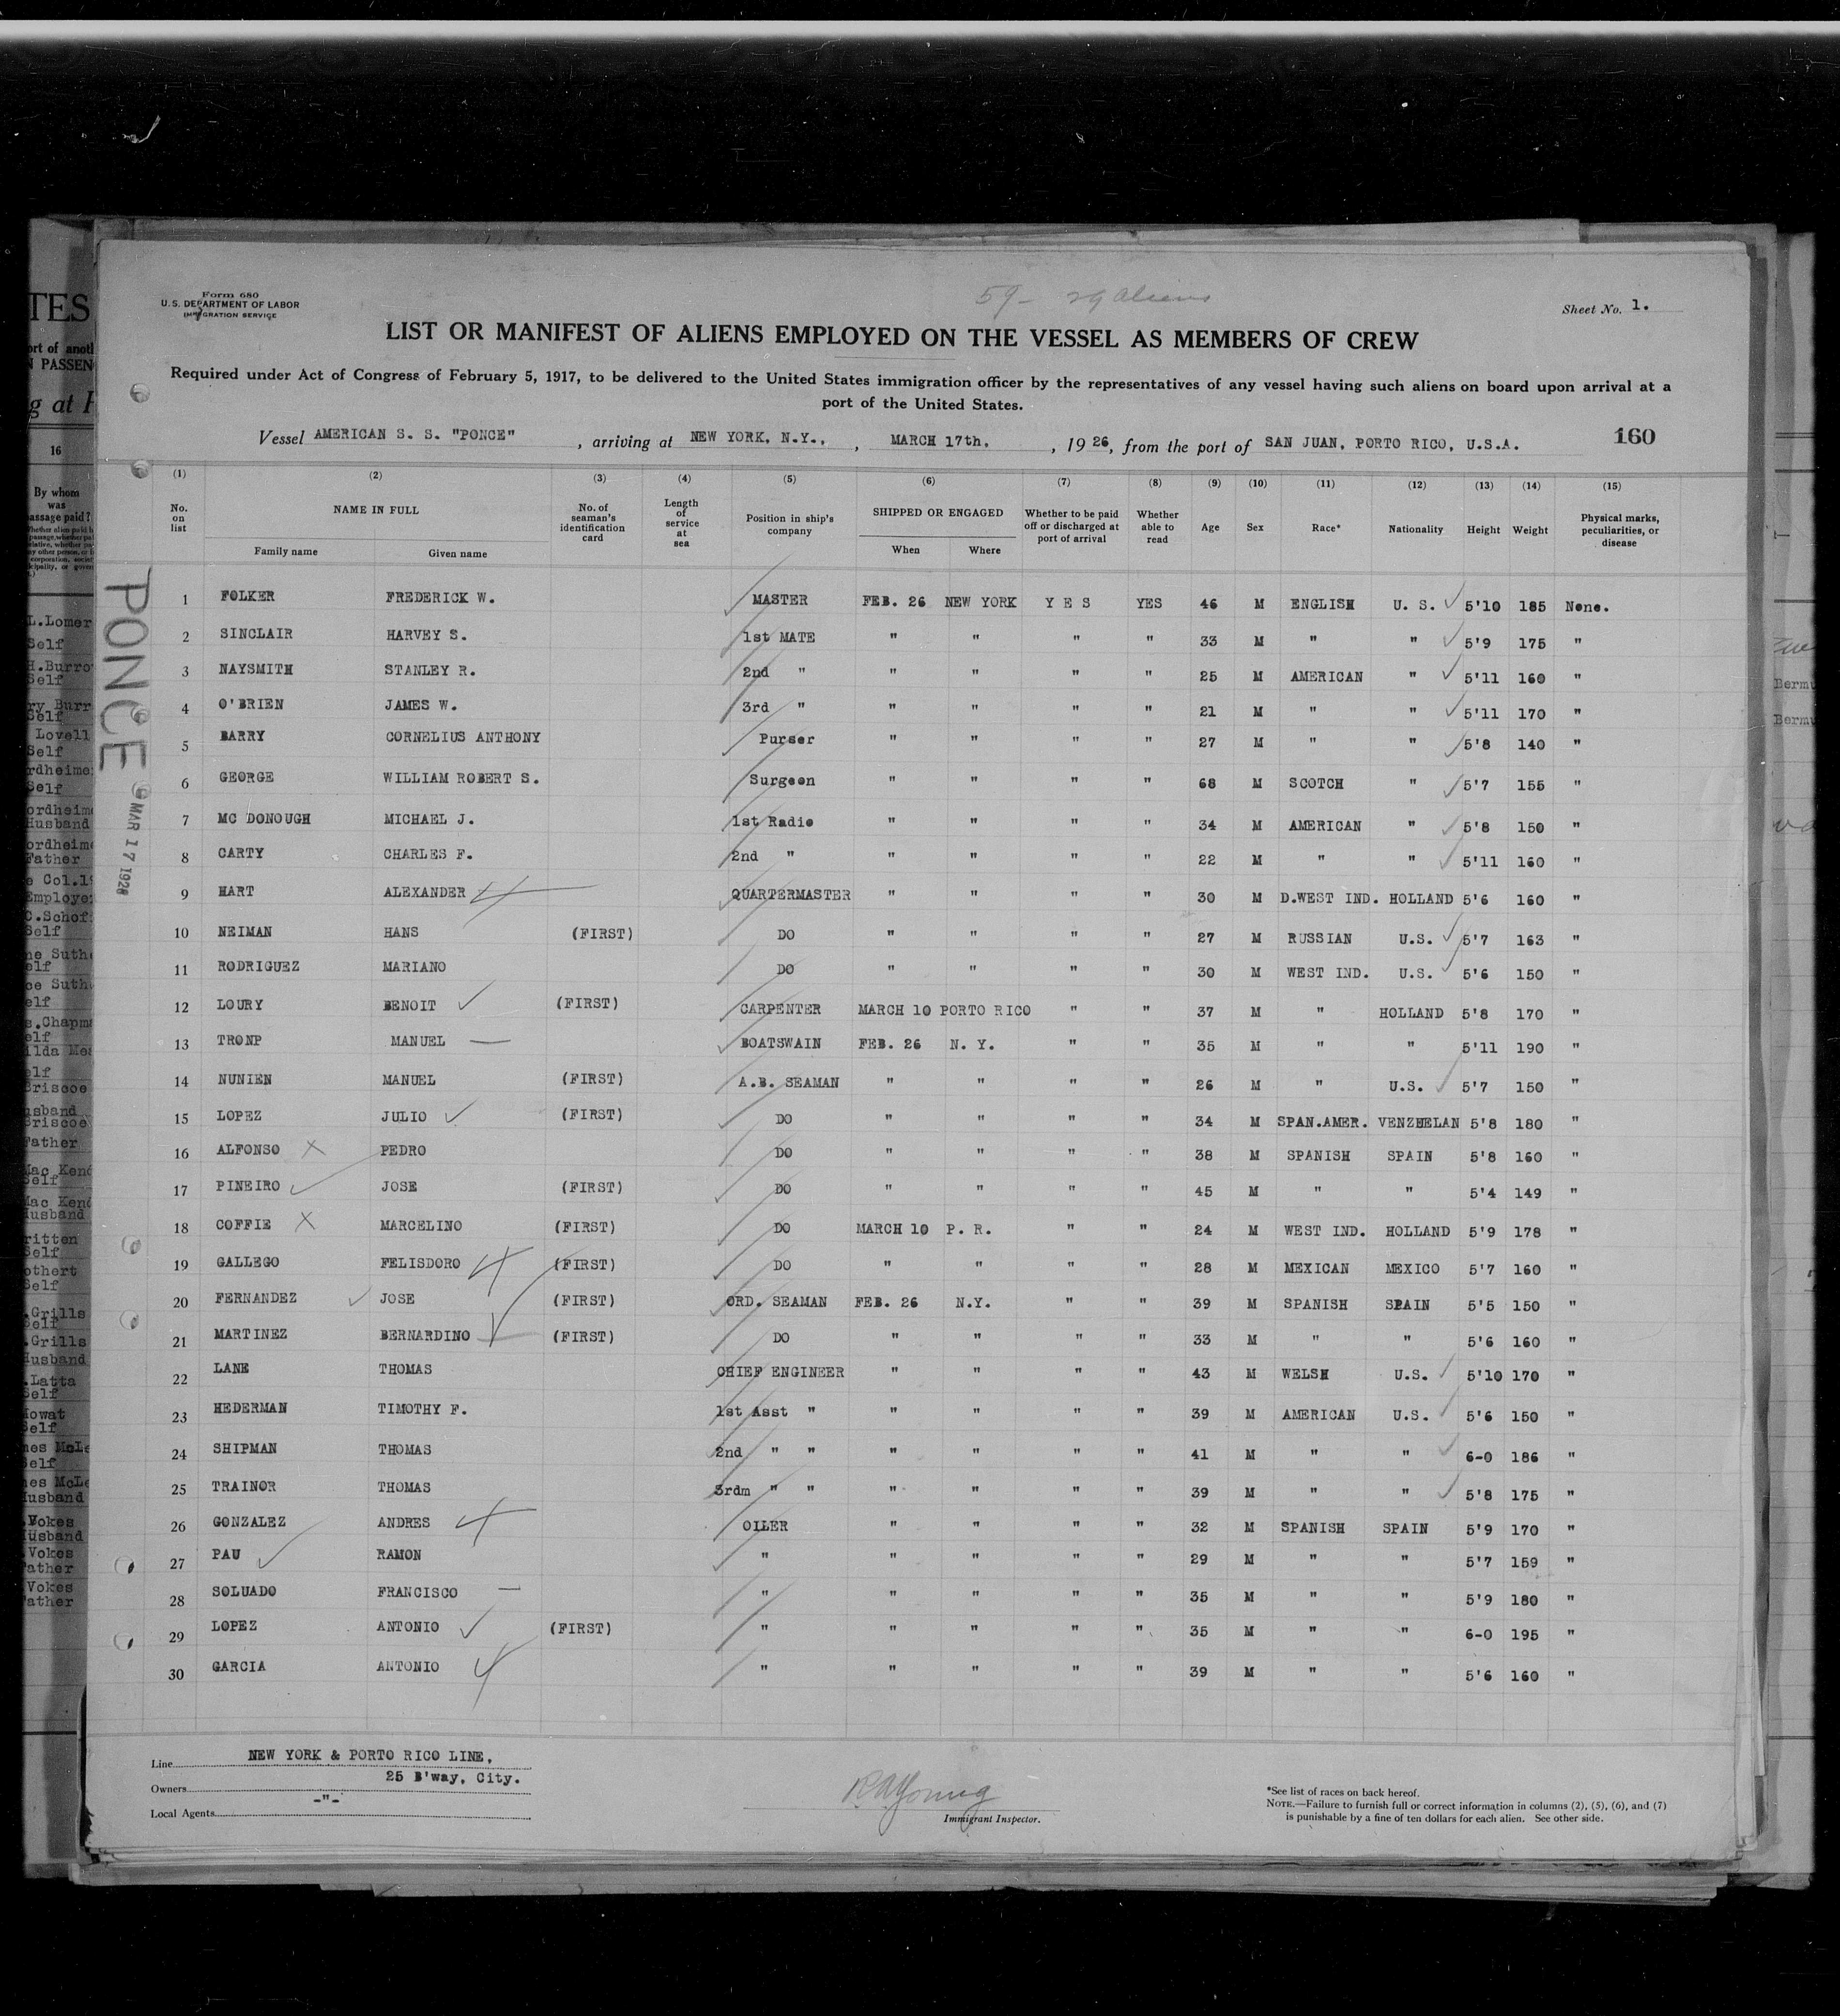 Form 680
U. S. DEPARTMENT OF LABOR
IMMIGRATION SERVICE
59- 29 aliens
Sheet No. 1.
LIST OR MANIFEST OF ALIENS EMPLOYED ON THE VESSEL AS MEMBERS OF CREW
Required under Act of Congress of February 5, 1917, to be delivered to the United States immigration officer by the representatives of any vessel having such aliens on board upon arrival at a
port of the United States.
Vessel AMERICAN S. S. "PONCE", arriving at NEW YORK, N.Y., , MARCH 17th. , 19 26, from the port of SAN JUAN, PORTO RICO, U.S.A. 160
(1) (2) (3) (4) (5) (6) (7) (8) (9) (10) (11) (12) (13) (14) (15)
No. on list NAME IN FULL Family name Given name No. of seaman's identification card Length of service at sea Position in ship's company SHIPPED OR ENGAGED When Where Whether to be paid off or discharged at port of arrival Whether able to read Age Sex Race* Nationality Height Weight Physical marks, peculiarities, or disease
PONCE
MAR 17 1926
1 FOLKER FREDERICK W. MASTER FEB. 26 NEW YORK Y E S YES 46 M ENGLISH U. S. 5'10 185 None.
2 SINCLAIR HARVEY S. 1st MATE " " " " 33 M " " 5'9 175 "
3 NAYSMITH STANLEY R. 2nd " " " " " 25 M AMERICAN " 5'11 160 "
4 O'BRIEN JAMES W. 3rd " " " " " 21 M " " 5'11 170 "
5 BARRY CORNELIUS ANTHONY Purser " " " " 27 M " " 5'8 140 "
6 GEORGE WILLIAM ROBERT S. Surgeon " " " " 68 M SCOTCH " 5'7 155 "
7 MC DONOUGH MICHAEL J. 1st Radio " " " " 34 M AMERICAN " 5'8 150 "
8 CARTY CHARLES F. 2nd " " " " " 22 M " " 5'11 160 "
9 HART ALEXANDER QUARTERMASTER " " " " 30 M D.WEST IND. HOLLAND 5'6 160 "
10 NEIMAN HANS (FIRST) DO " " " " 27 M RUSSIAN U.S. 5'7 163 "
11 RODRIGUEZ MARIANO DO " " " " 30 M WEST IND. U.S. 5'6 150 "
12 LOURY BENOIT (FIRST) CARPENTER MARCH 10 PORTO RICO " " 37 M " HOLLAND 5'8 170 "
13 TRONP MANUEL BOATSWAIN FEB. 26 N. Y. " " 35 M " " 5'11 190 "
14 NUNIEN MANUEL (FIRST) A.B. SEAMAN " " " " 26 M " U.S. 5'7 150 "
15 LOPEZ JULIO (FIRST) DO " " " " 34 M SPAN.AMER. VENZHELAN 5'8 180 "
16 ALFONSO PEDRO DO " " " " 38 M SPANISH SPAIN 5'8 160 "
17 PINEIRO JOSE (FIRST) DO " " " " 45 M " " 5'4 149 "
18 COFFIE MARCELINO (FIRST) DO MARCH 10 P. R. " " 24 M WEST IND. HOLLAND 5'9 178 "
19 GALLEGO FELISDORO (FIRST) DO " " " " 28 M MEXICAN MEXICO 5'7 160 "
20 FERNANDEZ JOSE (FIRST) ORD. SEAMAN FEB. 26 N.Y. " " 39 M SPANISH SPAIN 5'5 150 "
21 MARTINEZ BERNARDINO (FIRST) DO " " " " 33 M " " 5'6 160 "
22 LANE THOMAS CHIEF ENGINEER " " " " 43 M WELSH U.S. 5'10 170 "
23 HEDERMAN TIMOTHY F. 1st Asst " " " " " 39 M AMERICAN U.S. 5'6 150 "
24 SHIPMAN THOMAS 2nd " " " " " " 41 M " " 6-0 186 "
25 TRAINOR THOMAS 3rdm " " " " " " 39 M " " 5'8 175 "
26 GONZALEZ ANDRES OILER " " " " 32 M SPANISH SPAIN 5'9 170 "
27 PAU RAMON " " " " " 29 M " " 5'7 159 "
28 SOLUADO FRANCISCO " " " " " 35 M " " 5'9 180 "
29 LOPEZ ANTONIO (FIRST) " " " " " 35 M " " 6-0 195 "
30 GARCIA ANTONIO " " " " " 39 M " " 5'6 160 "
Line NEW YORK & PORTO RICO LINE,
25 B'way, City.
Owners -"-
Local Agents
RA Young
Immigrant Inspector.
*See list of races on back hereof.
NOTE.—Failure to furnish full or correct information in columns (2), (5), (6), and (7)
is punishable by a fine of ten dollars for each alien. See other side.